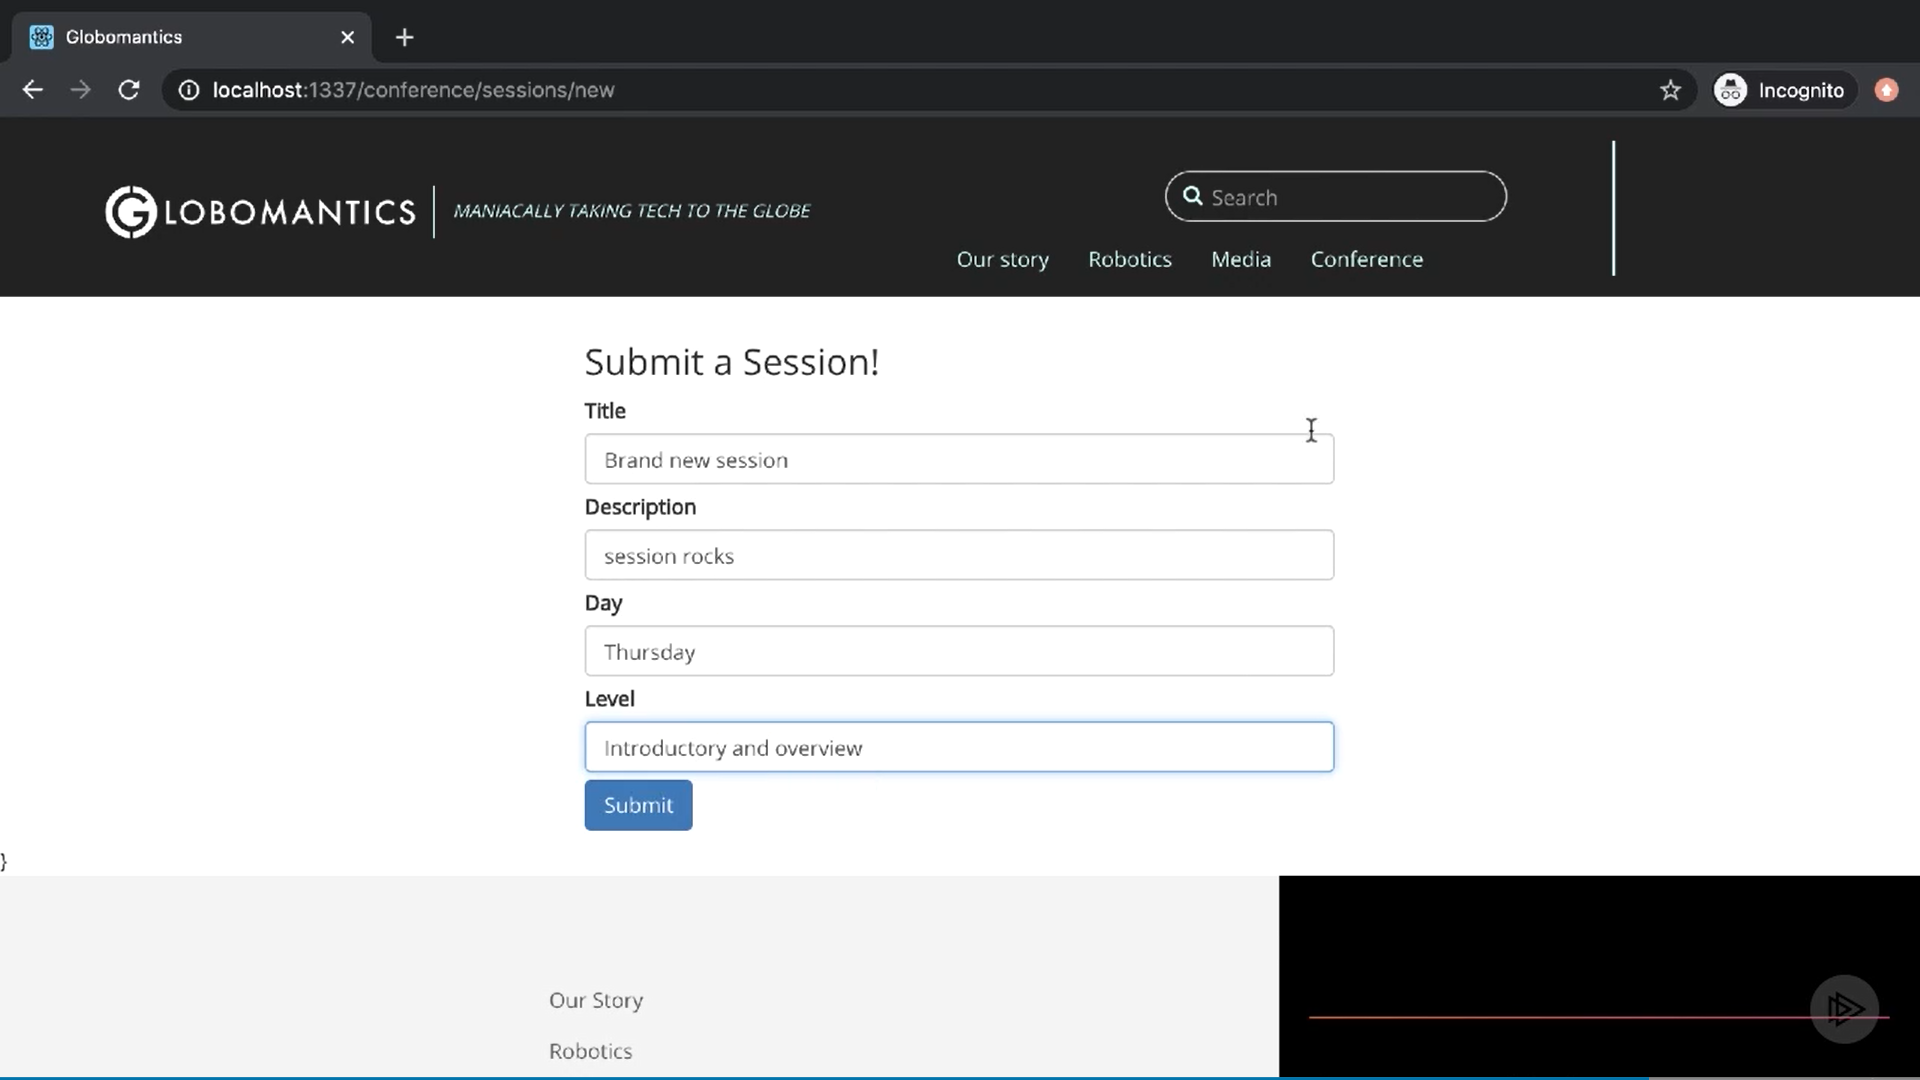 Globomantics
localhost:1337/conference/sessions/new
Incognito
GLOBOMANTICS
MANIACALLY TAKING TECH TO THE GLOBE
Search
Our story Robotics Media Conference
Submit a Session!
Title
Brand new session
Description
session rocks
Day
Thursday
Level
Introductory and overview
Submit
}
Our Story
Robotics